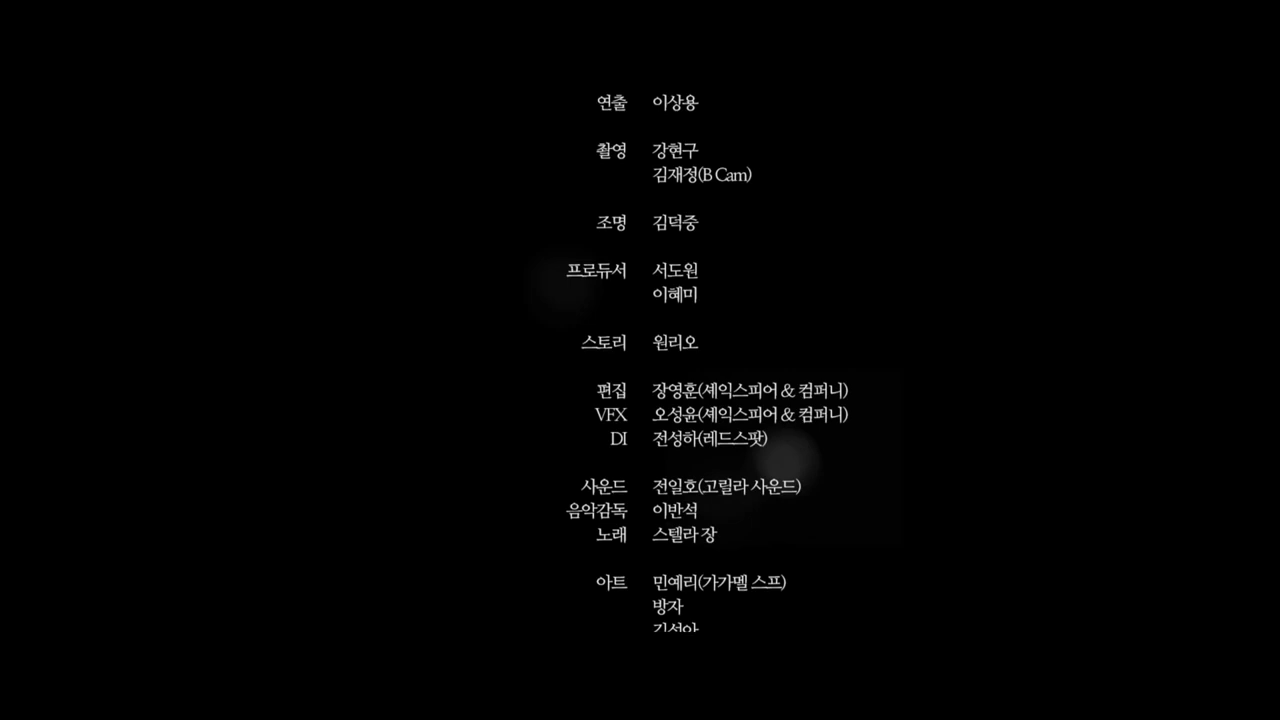 연출 이상용
촬영 강현구
김재정(B Cam)
조명 김덕중
프로듀서 서도원
이혜미
스토리 원리오
편집 장영훈(셰익스피어 & 컴퍼니)
VFX 오성윤(셰익스피어 & 컴퍼니)
DI 전성하(레드스팟)
사운드 전일호(고릴라 사운드)
음악감독 이반석
노래 스텔라 장
아트 민예리(가가멜 스프)
방자